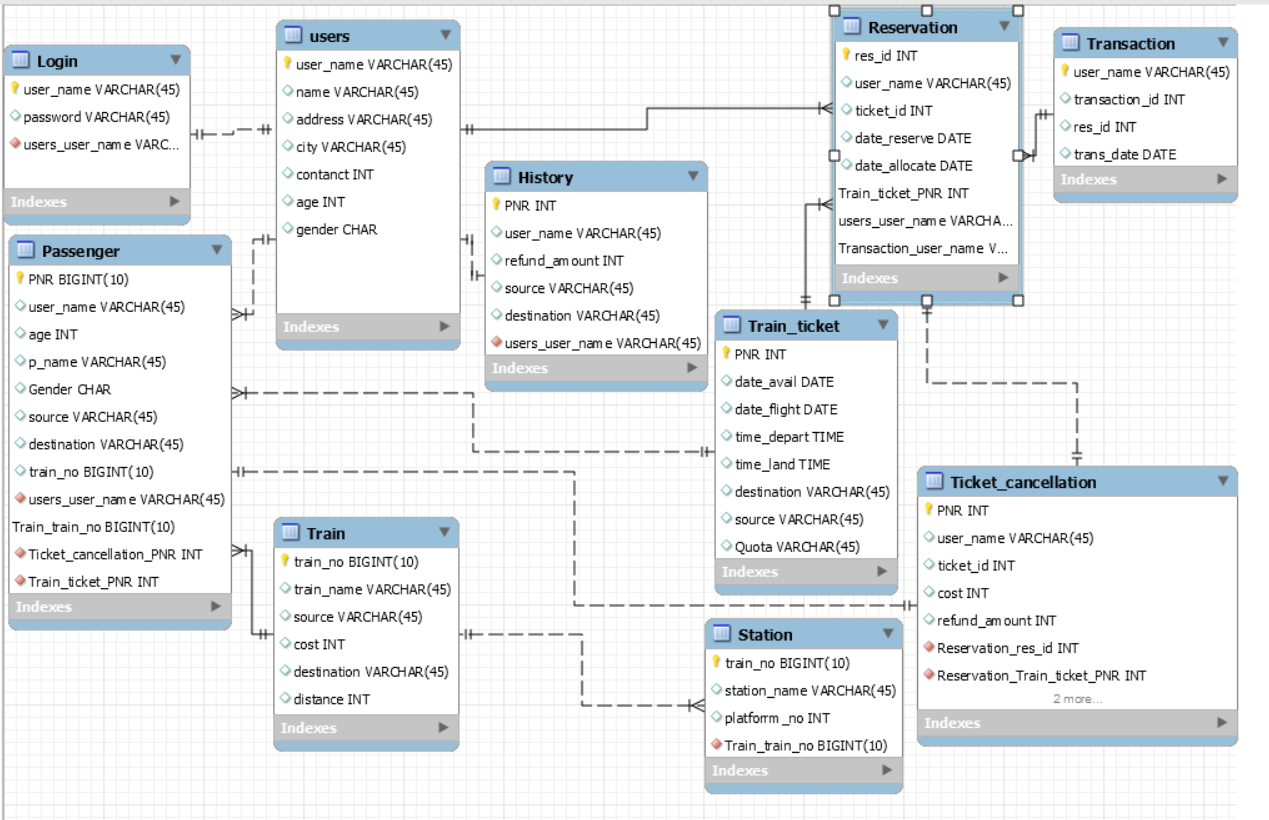 Login
user_name VARCHAR(45)
password VARCHAR(45)
users_user_name VARC...
Indexes
users
user_name VARCHAR(45)
name VARCHAR(45)
address VARCHAR(45)
city VARCHAR(45)
contanct INT
age INT
gender CHAR
Indexes
Reservation
res_id INT
user_name VARCHAR(45)
ticket_id INT
date_reserve DATE
date_allocate DATE
Train_ticket_PNR INT
users_user_name VARCHA...
Transaction_user_name V...
Indexes
Transaction
user_name VARCHAR(45)
transaction_id INT
res_id INT
trans_date DATE
Indexes
History
PNR INT
user_name VARCHAR(45)
refund_amount INT
source VARCHAR(45)
destination VARCHAR(45)
users_user_name VARCHAR(45)
Indexes
Passenger
PNR BIGINT(10)
user_name VARCHAR(45)
age INT
p_name VARCHAR(45)
Gender CHAR
source VARCHAR(45)
destination VARCHAR(45)
train_no BIGINT(10)
users_user_name VARCHAR(45)
Train_train_no BIGINT(10)
Ticket_cancellation_PNR INT
Train_ticket_PNR INT
Indexes
Train_ticket
PNR INT
date_avail DATE
date_flight DATE
time_depart TIME
time_land TIME
destination VARCHAR(45)
source VARCHAR(45)
Quota VARCHAR(45)
Indexes
Ticket_cancellation
PNR INT
user_name VARCHAR(45)
ticket_id INT
cost INT
refund_amount INT
Reservation_res_id INT
Reservation_Train_ticket_PNR INT
2 more...
Indexes
Train
train_no BIGINT(10)
train_name VARCHAR(45)
source VARCHAR(45)
cost INT
destination VARCHAR(45)
distance INT
Indexes
Station
train_no BIGINT(10)
station_name VARCHAR(45)
platforrm _no INT
Train_train_no BIGINT(10)
Indexes